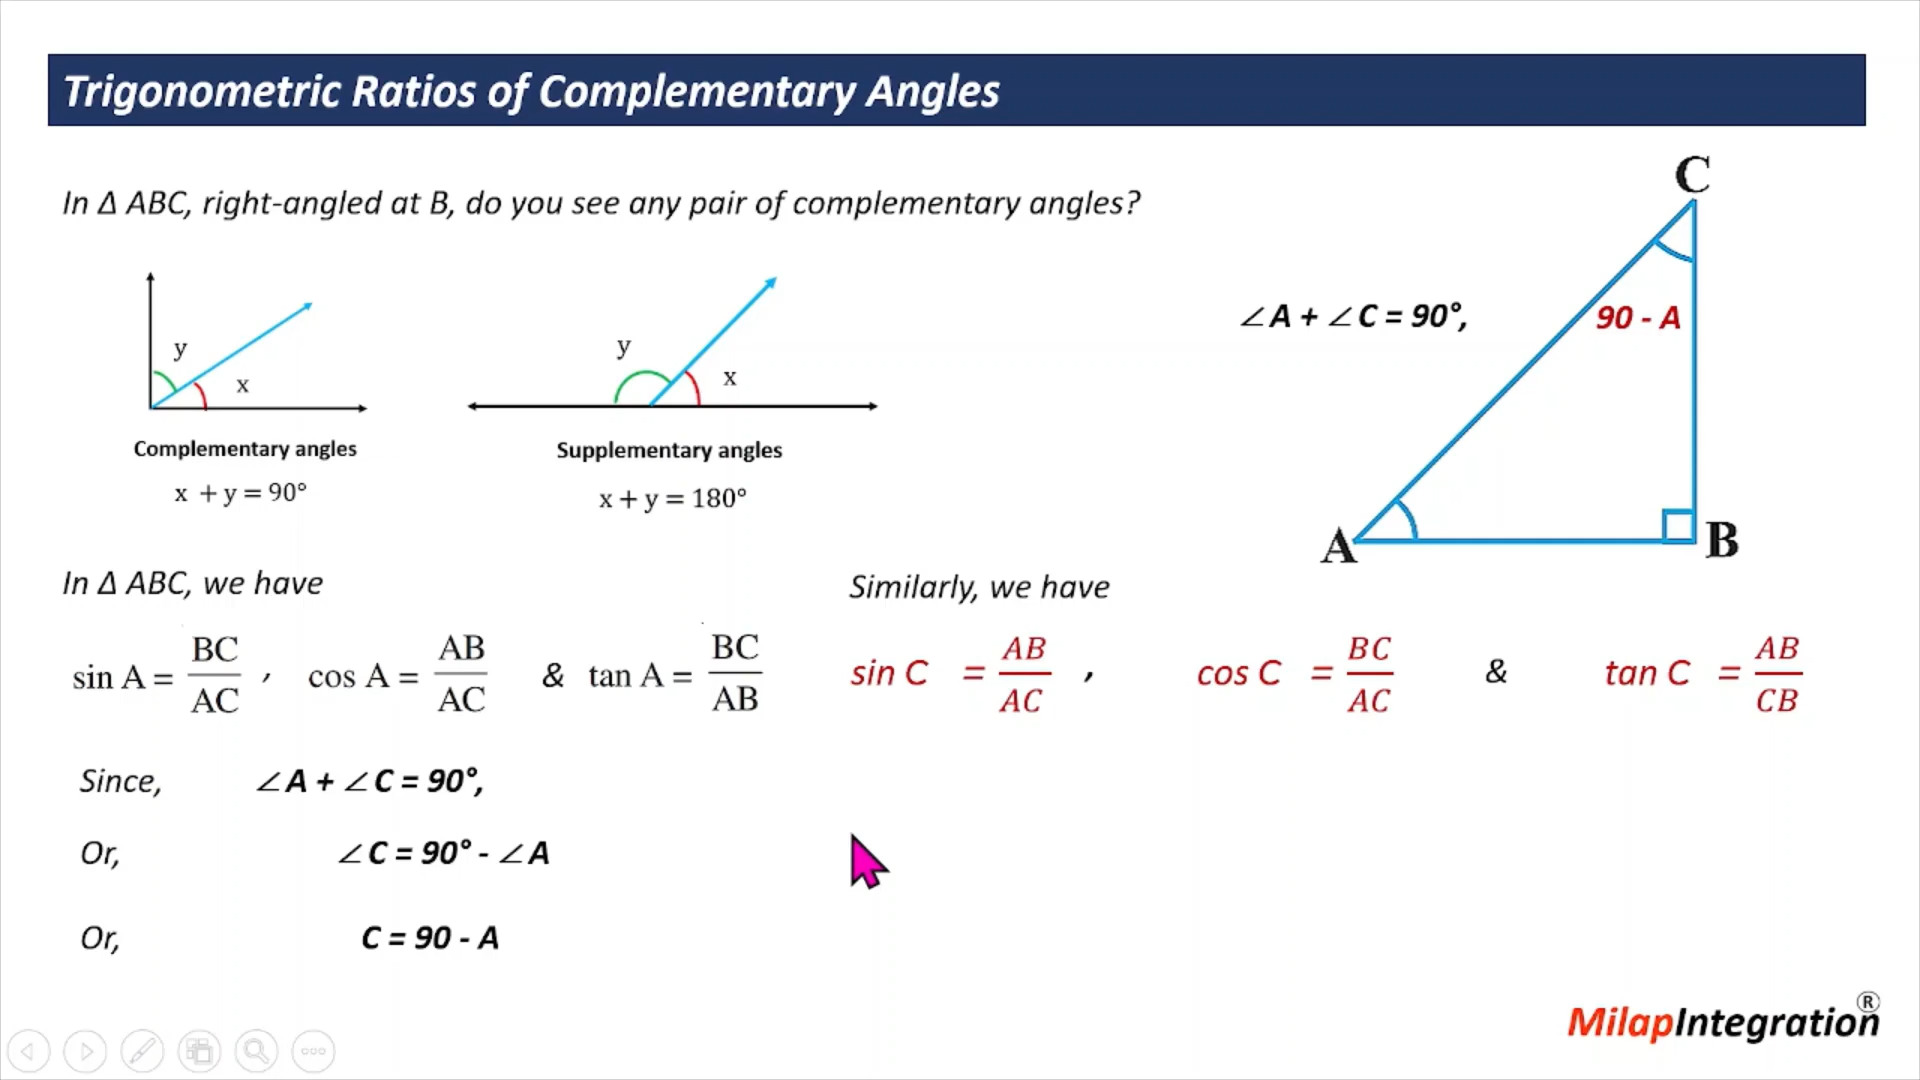 Trigonometric Ratios of Complementary Angles
In Δ ABC, right-angled at B, do you see any pair of complementary angles?
y
x
Complementary angles
x + y = 90°
y
x
Supplementary angles
x + y = 180°
∠A + ∠C = 90°,
C
90 - A
A
B
In Δ ABC, we have
sin A = BC/AC , cos A = AB/AC & tan A = BC/AB
Similarly, we have
sin C = AB/AC , cos C = BC/AC & tan C = AB/CB
Since, ∠A + ∠C = 90°,
Or, ∠C = 90° - ∠A
Or, C = 90 - A
MilapIntegration®